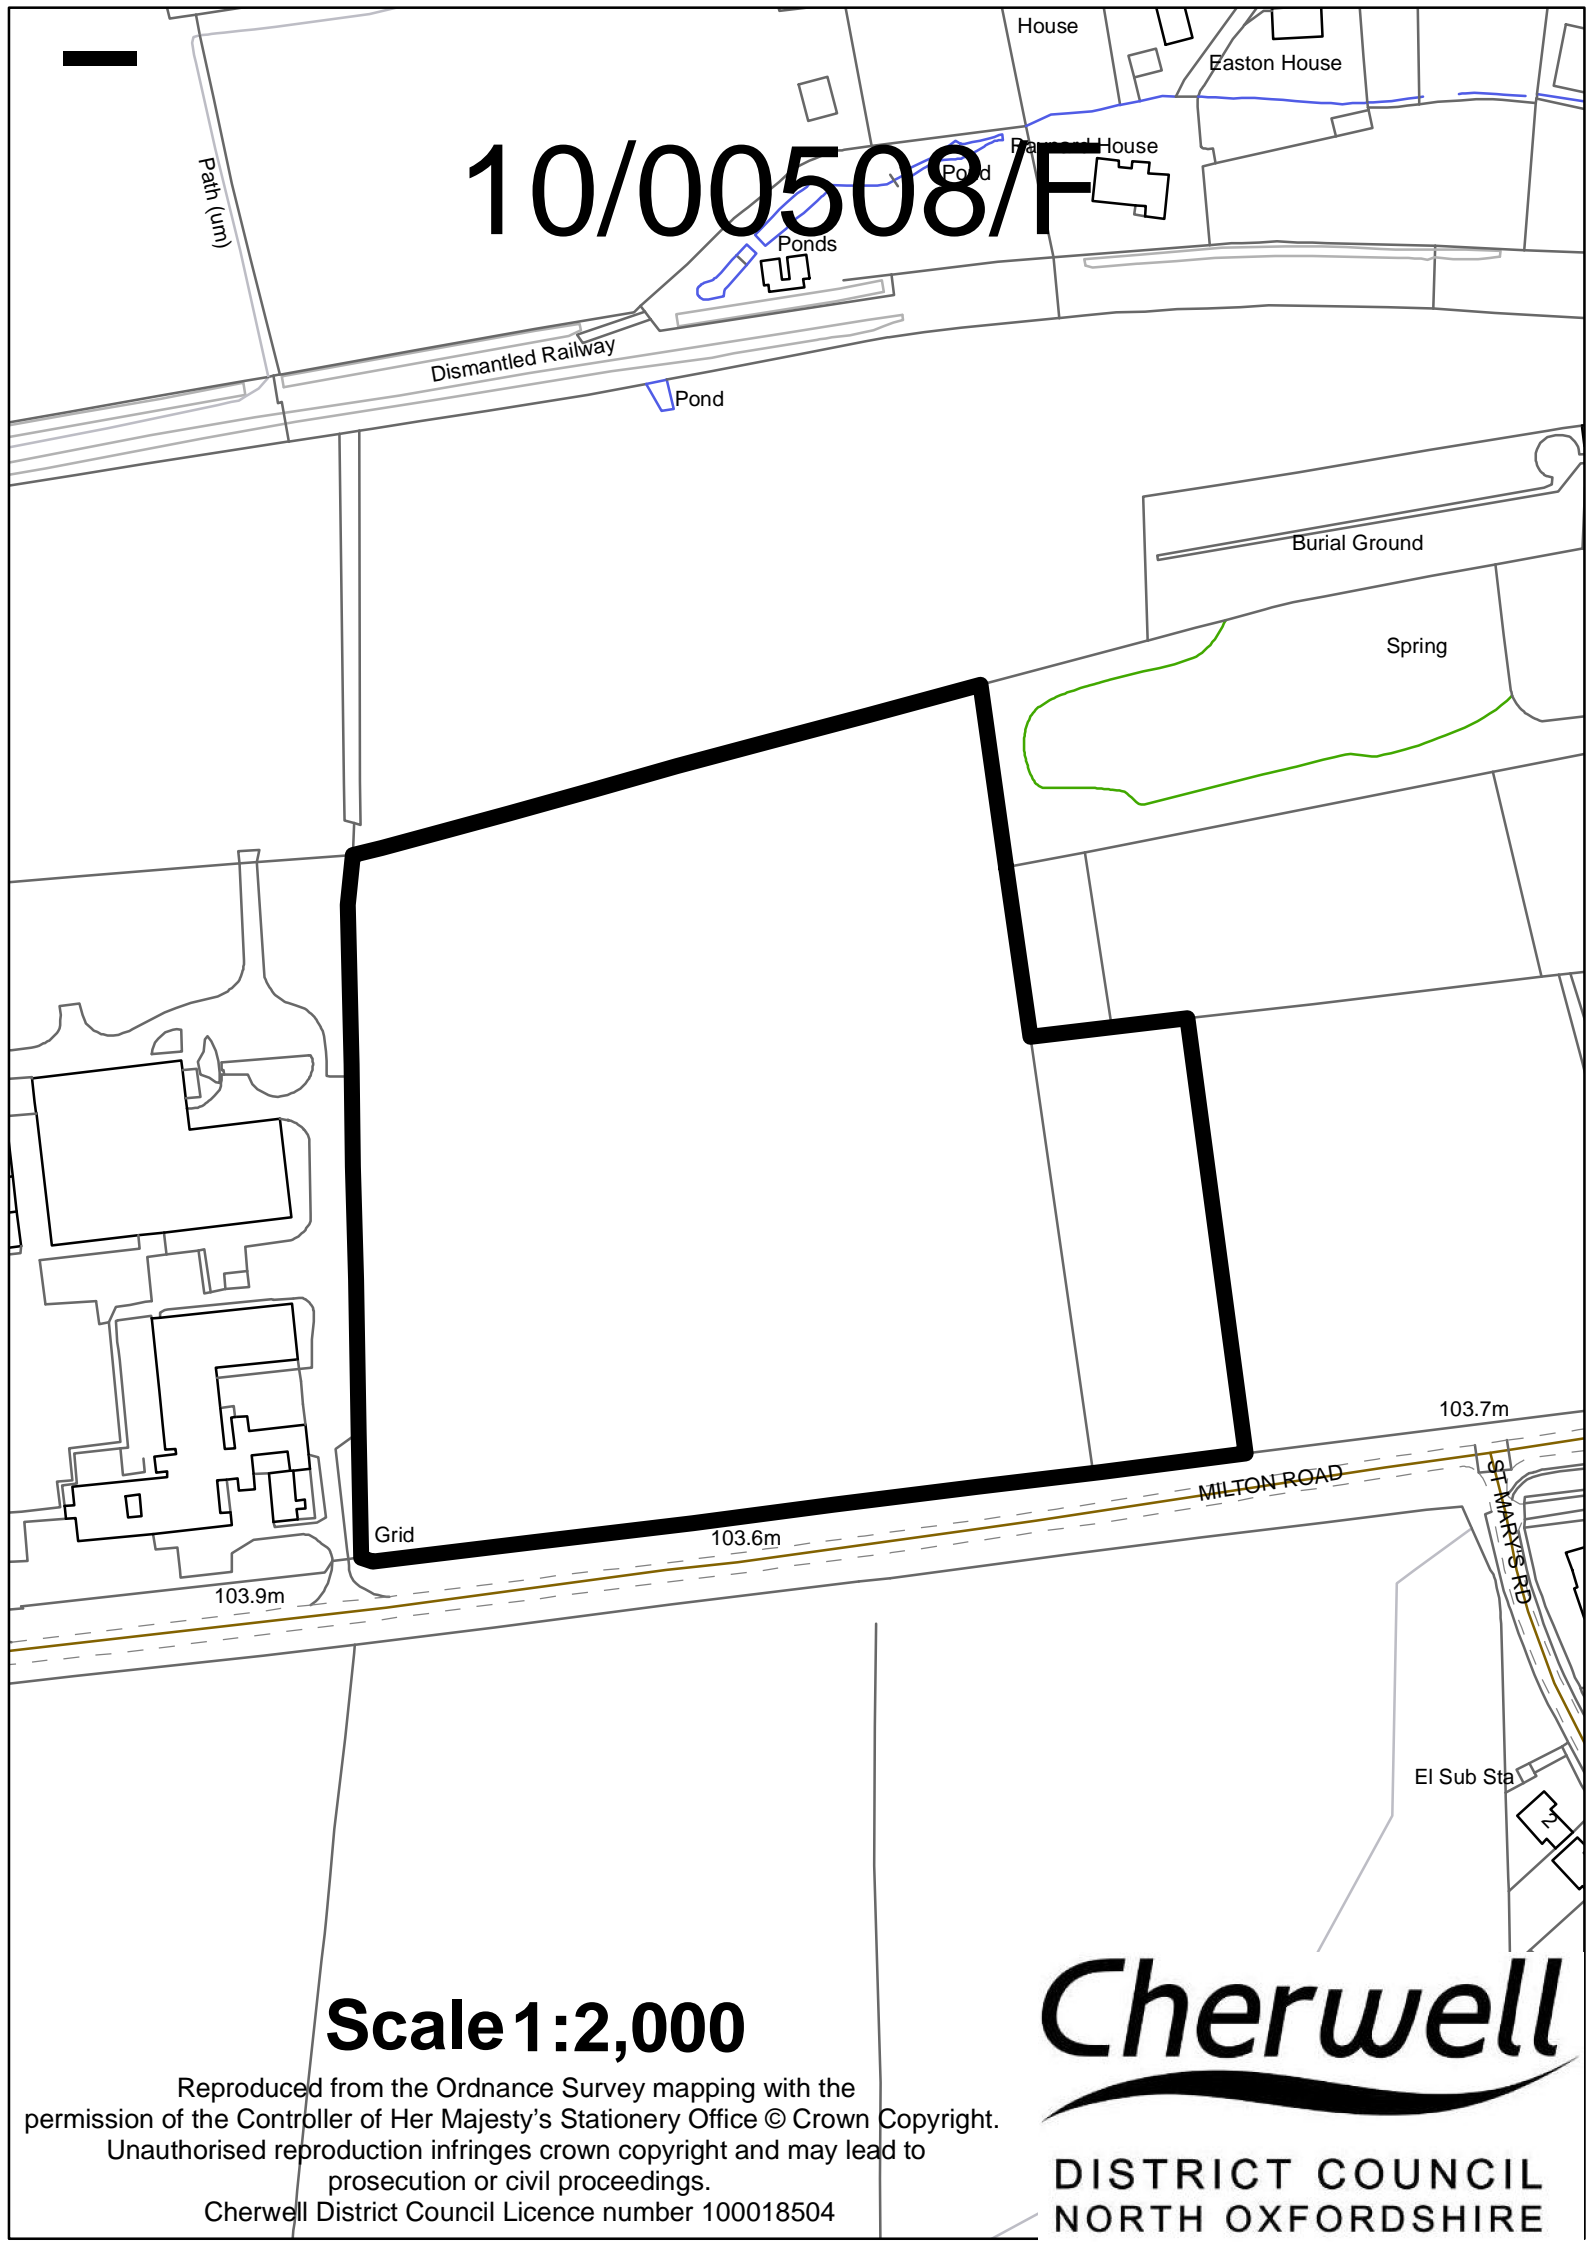 House
Easton House
10/00508/F
House
Pond
Path (um)
Ponds
Dismantled Railway
Pond
Burial Ground
Spring
103.7m
MILTON ROAD
ST MARY'S RD
Grid
103.6m
103.9m
El Sub Sta
2
Scale 1:2,000
Reproduced from the Ordnance Survey mapping with the
permission of the Controller of Her Majesty's Stationery Office © Crown Copyright.
Unauthorised reproduction infringes crown copyright and may lead to
prosecution or civil proceedings.
Cherwell District Council Licence number 100018504
Cherwell
DISTRICT COUNCIL
NORTH OXFORDSHIRE